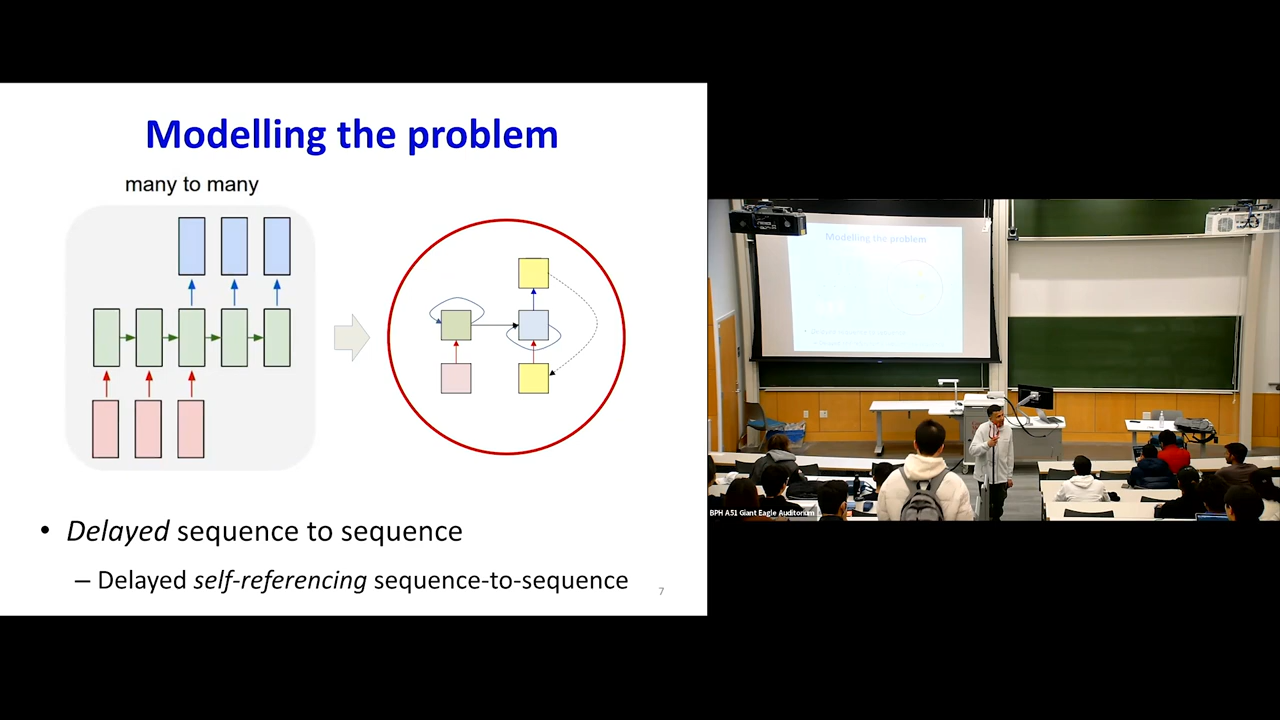 Modelling the problem
many to many
• Delayed sequence to sequence
– Delayed self-referencing sequence-to-sequence
7
Modelling the problem
BPH A51 Giant Eagle Auditorium